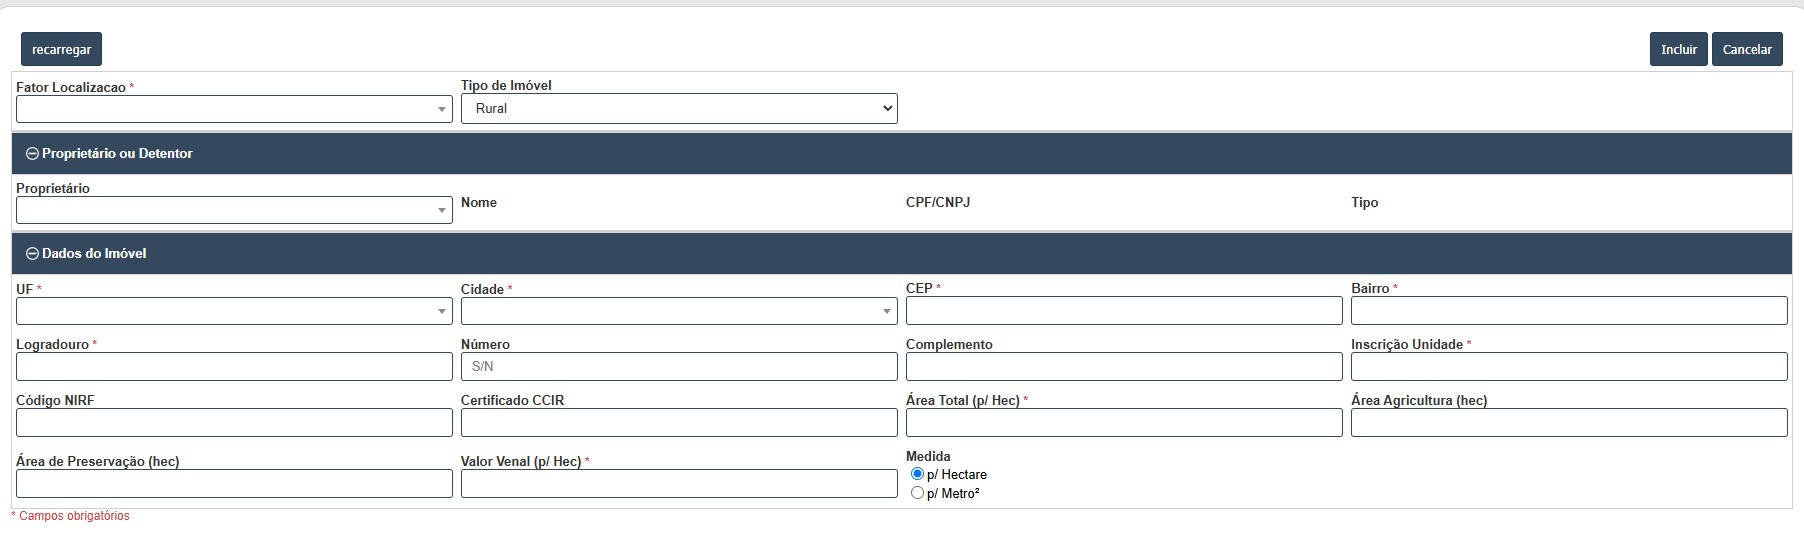 recarregar
Incluir
Cancelar
Fator Localizacao *
Tipo de Imóvel
Rural
Proprietário ou Detentor
Proprietário
Nome
CPF/CNPJ
Tipo
Dados do Imóvel
UF *
Cidade *
CEP *
Bairro *
Logradouro *
Número
Complemento
Inscrição Unidade *
S/N
Código NIRF
Certificado CCIR
Área Total (p/ Hec) *
Área Agricultura (hec)
Área de Preservação (hec)
Valor Venal (p/ Hec) *
Medida
p/ Hectare
p/ Metro²
* Campos obrigatórios